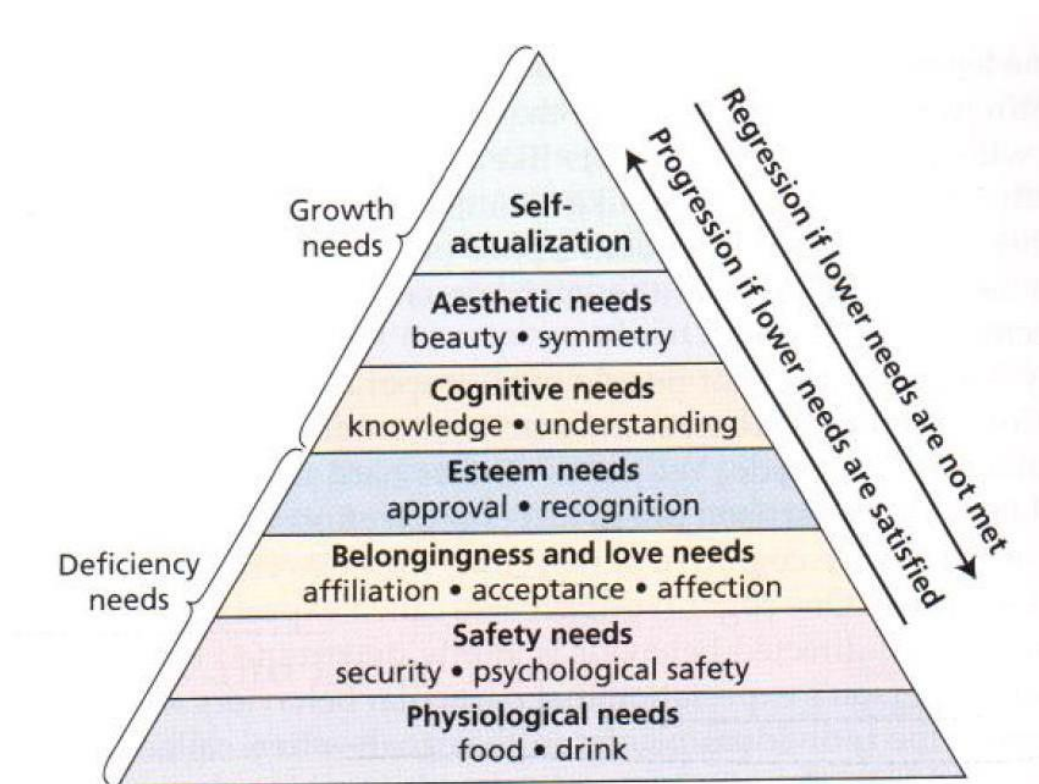 Growth
needs
Deficiency
needs
Self-
actualization
Aesthetic needs
beauty • symmetry
Cognitive needs
knowledge • understanding
Esteem needs
approval • recognition
Belongingness and love needs
affiliation • acceptance • affection
Safety needs
security • psychological safety
Physiological needs
food • drink
Progression if lower needs are satisfied
Regression if lower needs are not met